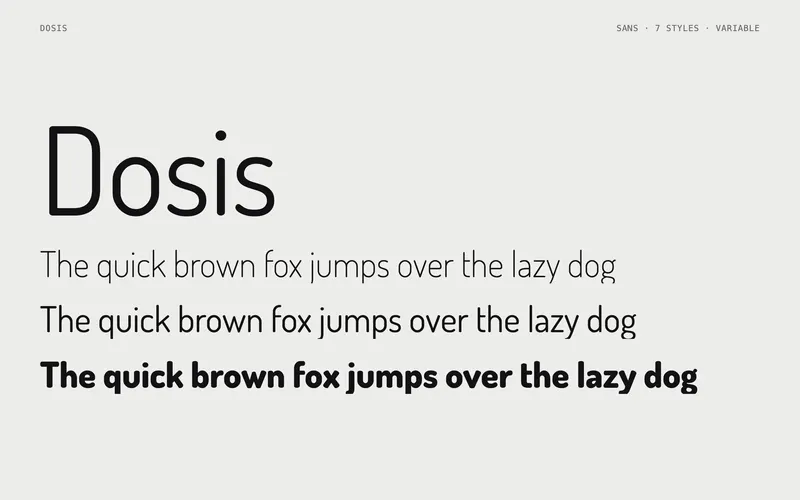 DOSIS
SANS · 7 STYLES · VARIABLE
Dosis
The quick brown fox jumps over the lazy dog
The quick brown fox jumps over the lazy dog
The quick brown fox jumps over the lazy dog